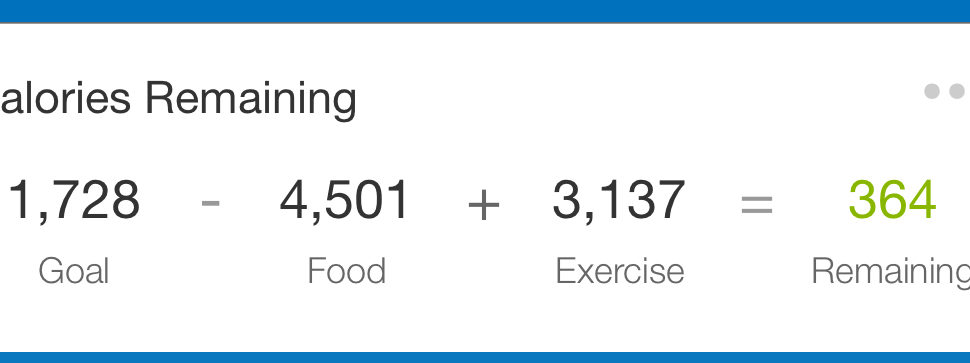 alories Remaining
1,728 - 4,501 + 3,137 = 364
Goal Food Exercise Remaining